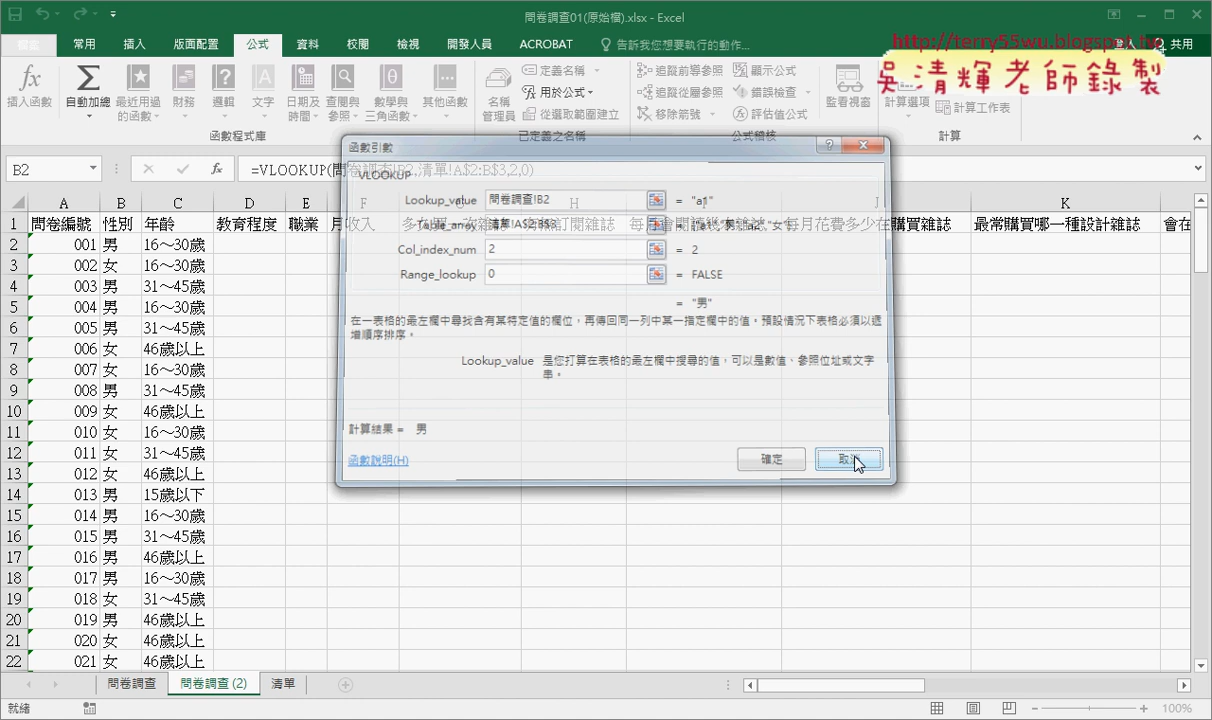 問卷調查01(原始檔).xlsx - Excel
常用 插入 版面配置 公式 資料 校閱 檢視 開發人員 ACROBAT 告訴我您想要執行的動作... 共用
http://terry55wu.blogspot.tw
吳清輝老師錄製
插入函數 自動加總 最近用過的函數 財務 邏輯 文字 日期及時間 查閱與參照 數學與三角函數 其他函數
函數程式庫
名稱管理員 定義名稱 用於公式 從選取範圍建立
已定義之名稱
追蹤前導參照 追蹤從屬參照 移除箭號 顯示公式 錯誤檢查 評估值公式
公式稽核
監看視窗 計算選項 計算工作表
計算
B2 fx =VLOOKUP(問卷調查!B2,清單!A$2:B$3,2,0)
A B C D E F H J K
1 問卷編號 性別 年齡 教育程度 職業 月收入 購買雜誌 最常購買哪一種設計雜誌 會在
2 001 男 16~30歲
3 002 女 16~30歲
4 003 男 31~45歲
5 004 男 16~30歲
6 005 男 31~45歲
7 006 女 46歲以上
8 007 女 16~30歲
9 008 男 31~45歲
10 009 女 46歲以上
11 010 女 16~30歲
12 011 女 31~45歲
13 012 女 46歲以上
14 013 男 15歲以下
15 014 男 16~30歲
16 015 男 31~45歲
17 016 男 46歲以上
18 017 男 16~30歲
19 018 女 31~45歲
20 019 男 46歲以上
21 020 女 46歲以上
22 021 女 46歲以上
函數引數
VLOOKUP
Lookup_value 問卷調查!B2 = "a1"
Table_array 清單!A$2:B$3
Col_index_num 2 = 2
Range_lookup 0 = FALSE
= "男"
在一表格的最左欄中尋找含有某特定值的欄位，再傳回同一列中某一指定欄中的值。預設情況下表格必須以遞
增順序排序。
Lookup_value 是您打算在表格的最左欄中搜尋的值，可以是數值、參照位址或文字
串。
計算結果 = 男
函數說明(H) 確定 取消
問卷調查 問卷調查 (2) 清單
就緒 100%